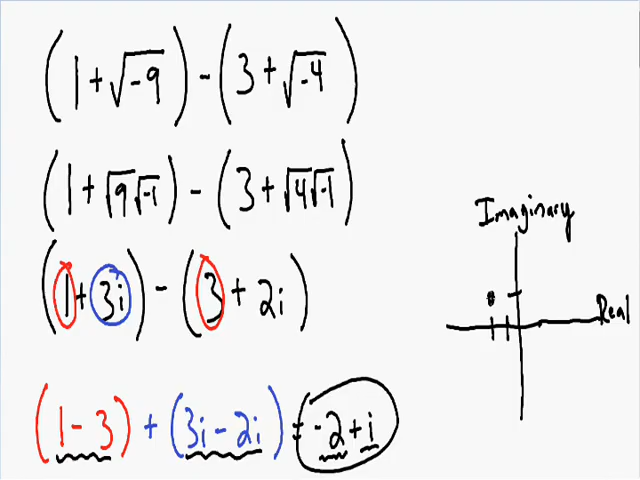 (1 + √-9) - (3 + √-4)
(1 + √9 √-1) - (3 + √4 √-1)
Imaginary
(1 + 3i) - (3 + 2i)
Real
(1 - 3) + (3i - 2i) = -2 + i